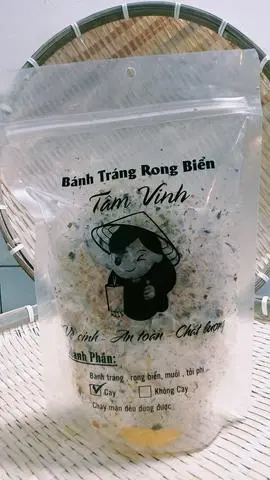 Bánh Tráng Rong Biển
Tâm Vinh
Vệ sinh - An toàn - Chất lượng
Thành Phần:
Bánh tráng , rong biển, muối , tỏi phi
Cay Không Cay
Chay mặn đều dùng được